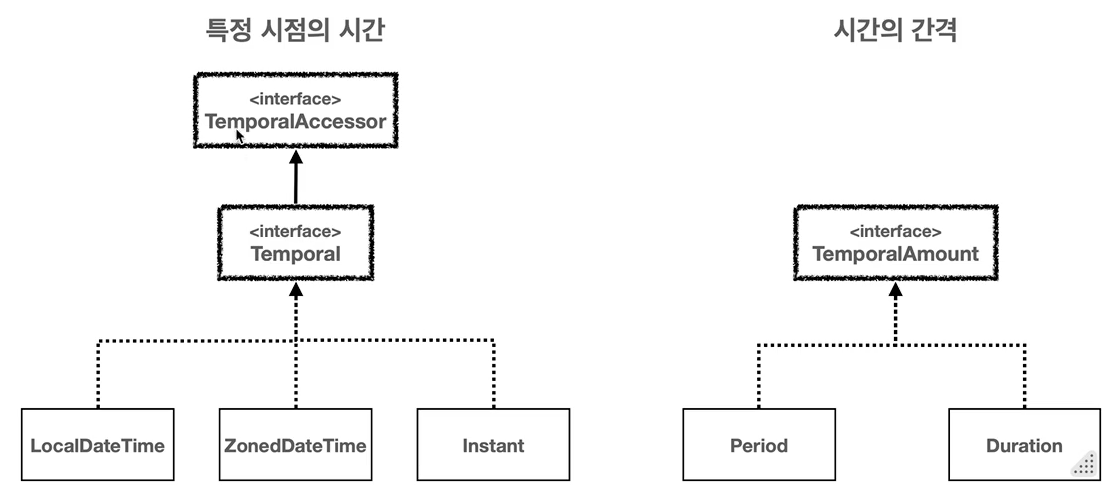 특정 시점의 시간
시간의 간격
<interface>
TemporalAccessor
<interface>
Temporal
<interface>
TemporalAmount
LocalDateTime
ZonedDateTime
Instant
Period
Duration